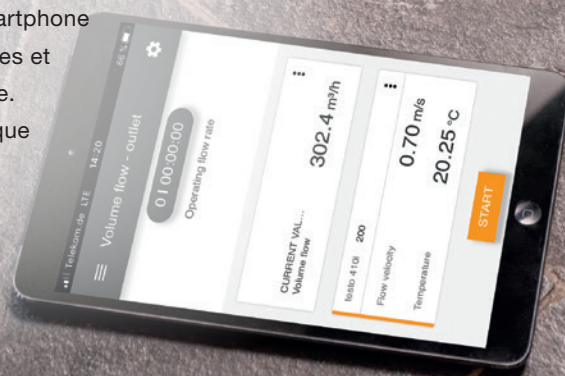 artphone
es et
e.
que
Telekom.de LTE 14:20 66 %
Volume flow - outlet
01 00:00:00
Operating flow rate
CURRENT VAL...
Volume flow
302.4 m³/h
testo 410i 200
Flow velocity
0.70 m/s
Temperature
20.25 °C
START